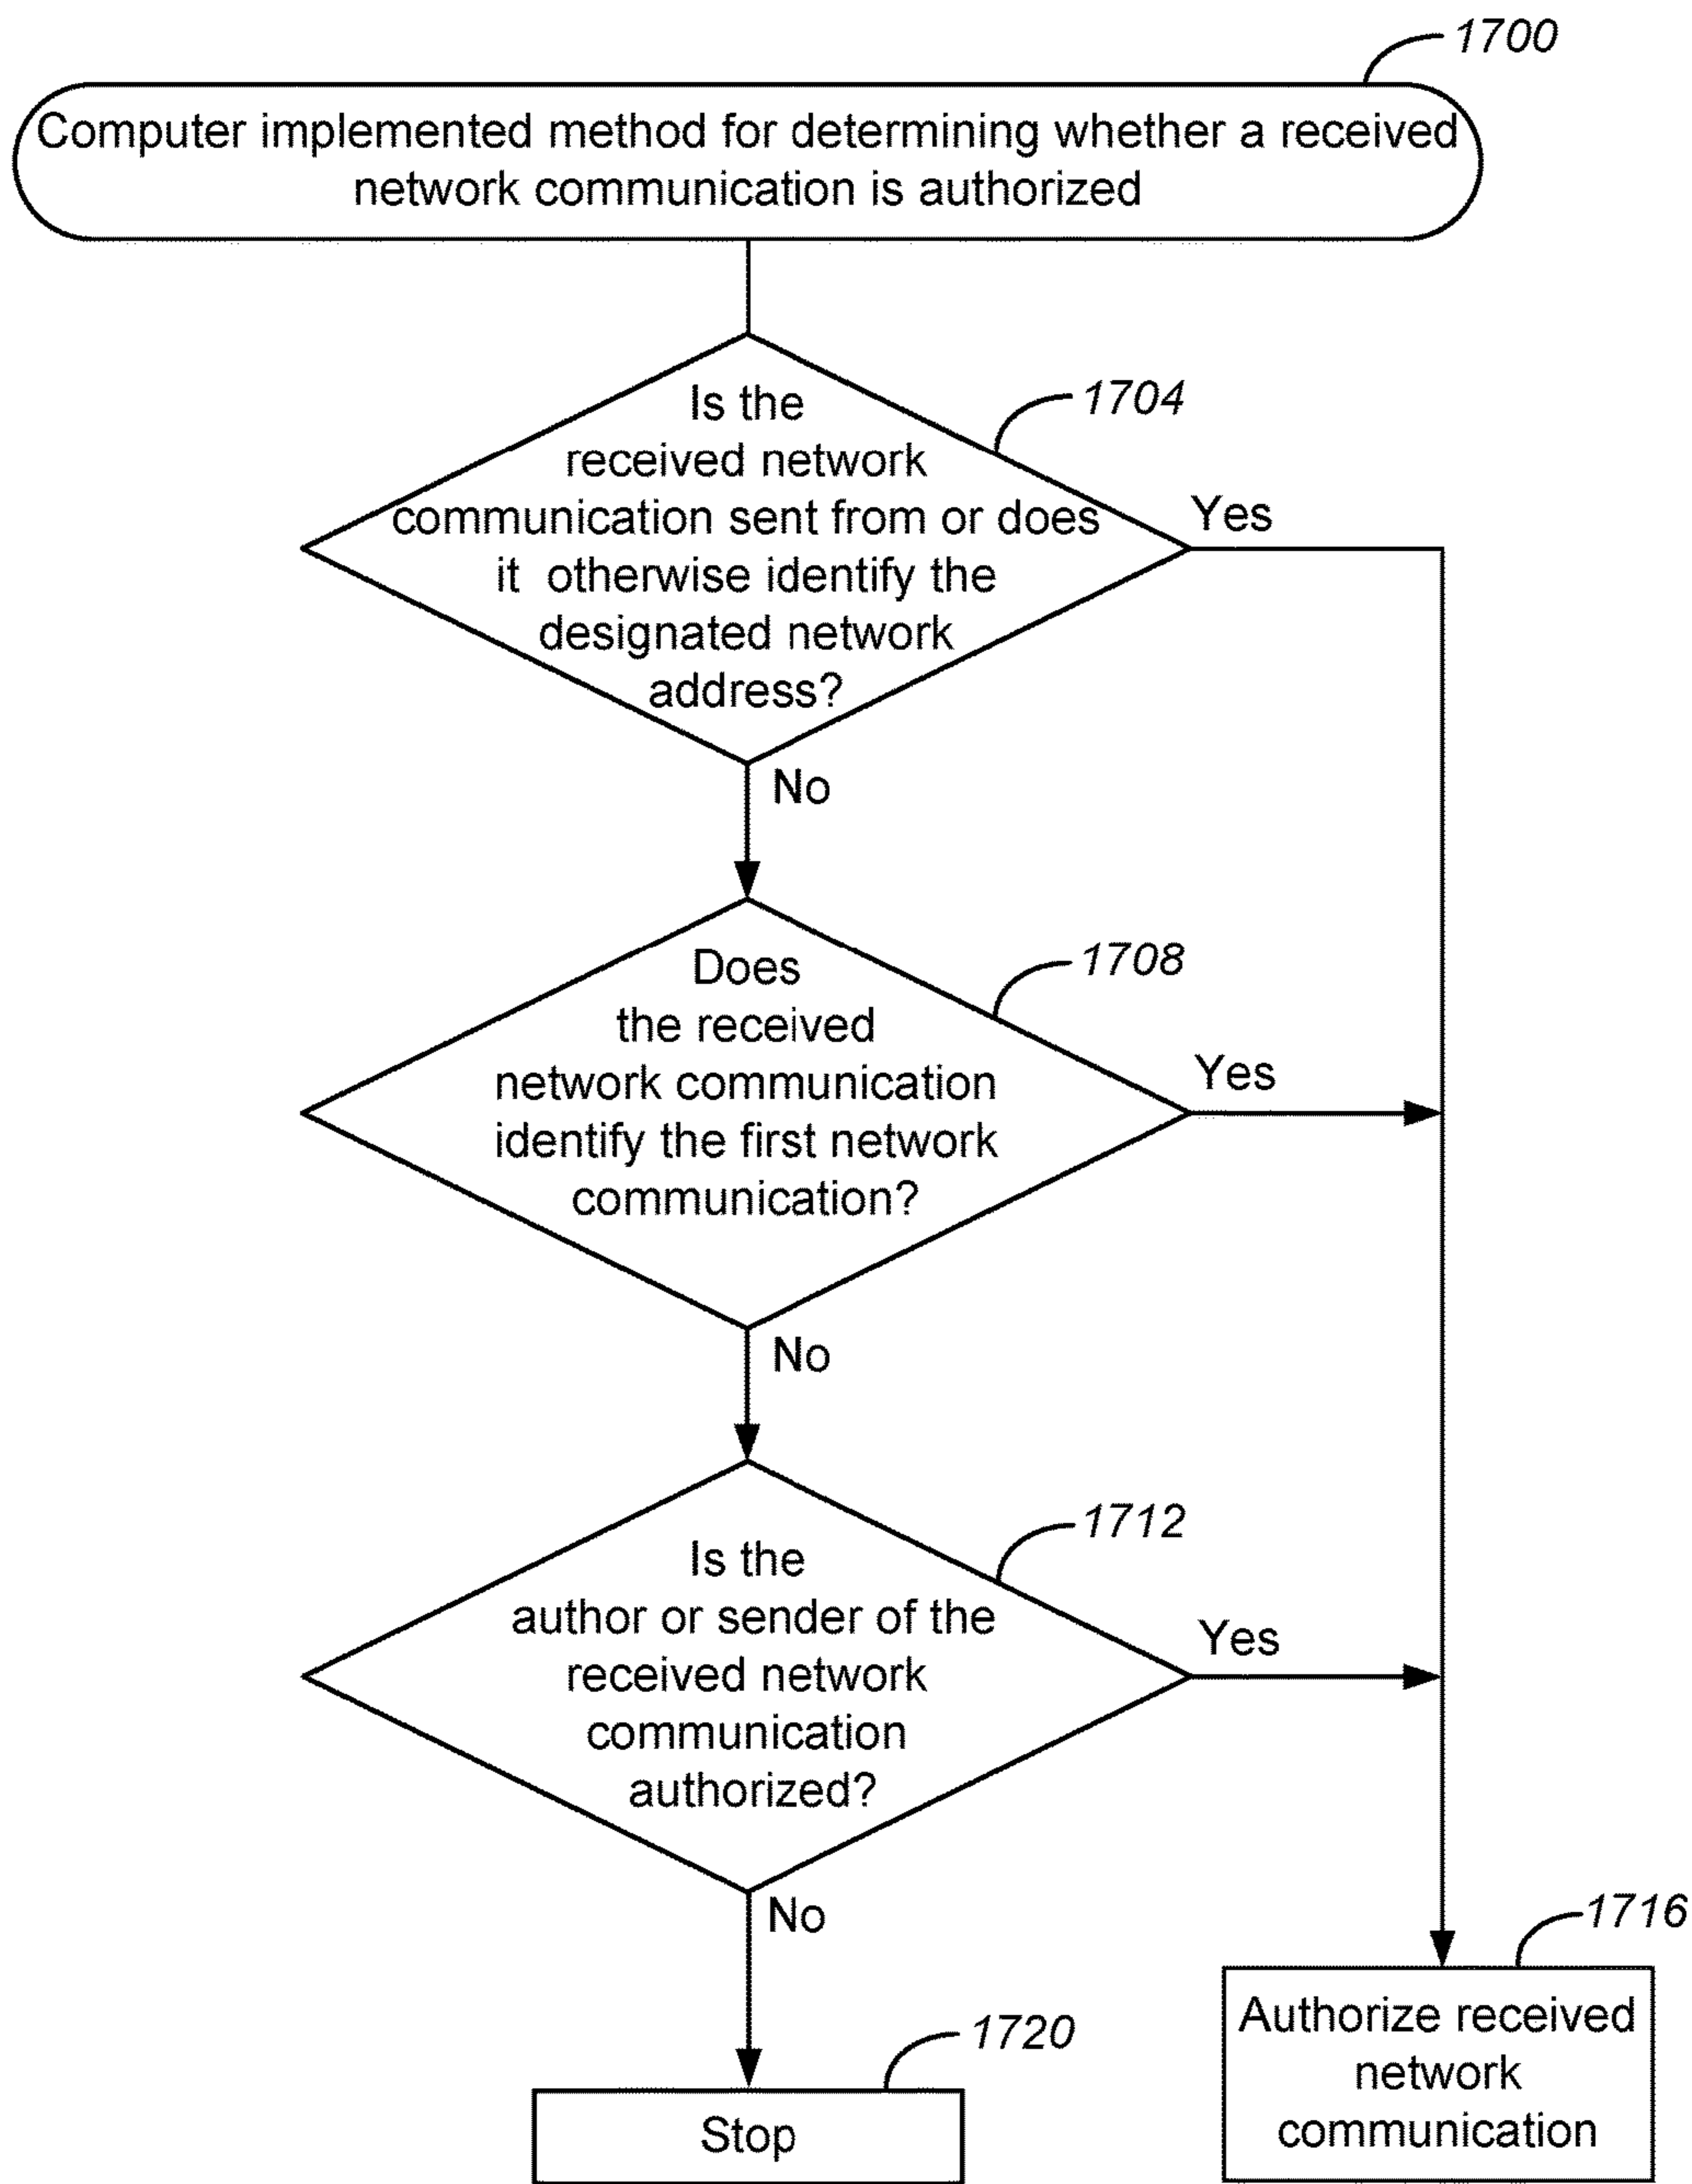 1700
Computer implemented method for determining whether a received
network communication is authorized
1704
Is the
received network
communication sent from or does
it otherwise identify the
designated network
address?
Yes
No
1708
Does
the received
network communication
identify the first network
communication?
Yes
No
1712
Is the
author or sender of the
received network
communication
authorized?
Yes
No
1716
Authorize received
network
communication
1720
Stop